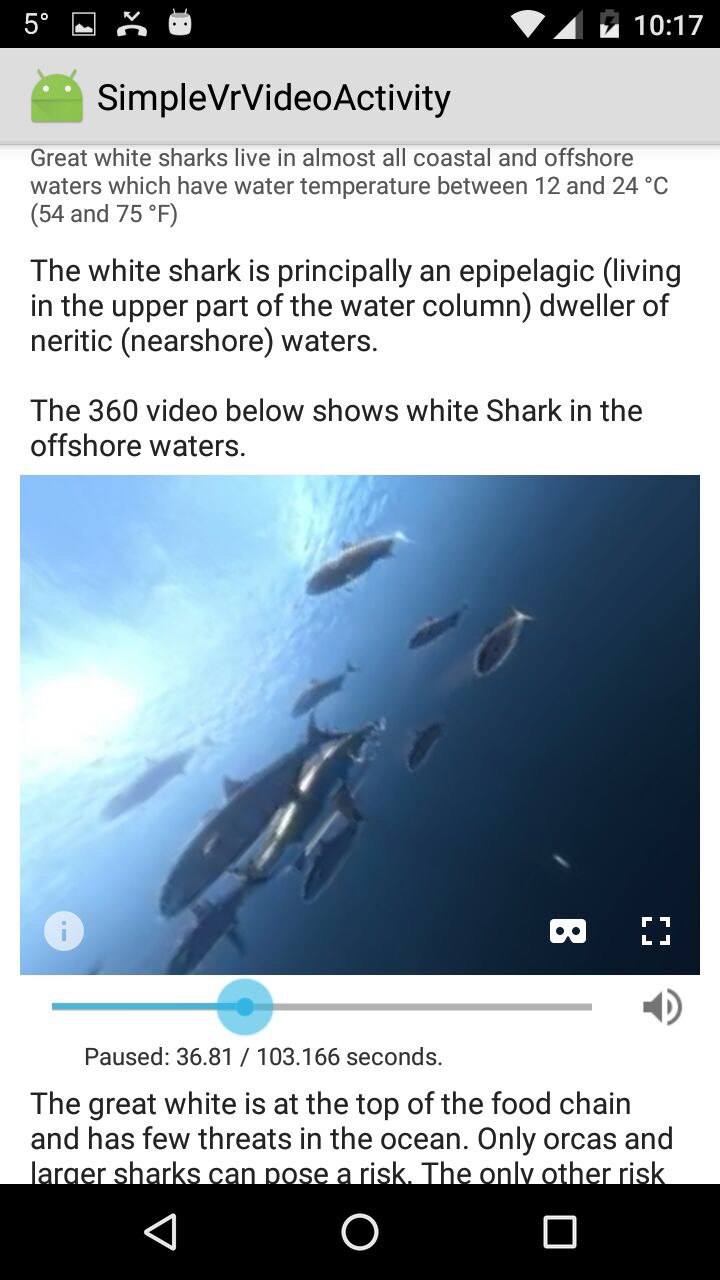 5° 10:17
SimpleVrVideoActivity
Great white sharks live in almost all coastal and offshore
waters which have water temperature between 12 and 24 °C
(54 and 75 °F)
The white shark is principally an epipelagic (living
in the upper part of the water column) dweller of
neritic (nearshore) waters.
The 360 video below shows white Shark in the
offshore waters.
Paused: 36.81 / 103.166 seconds.
The great white is at the top of the food chain
and has few threats in the ocean. Only orcas and
larger sharks can pose a risk. The only other risk